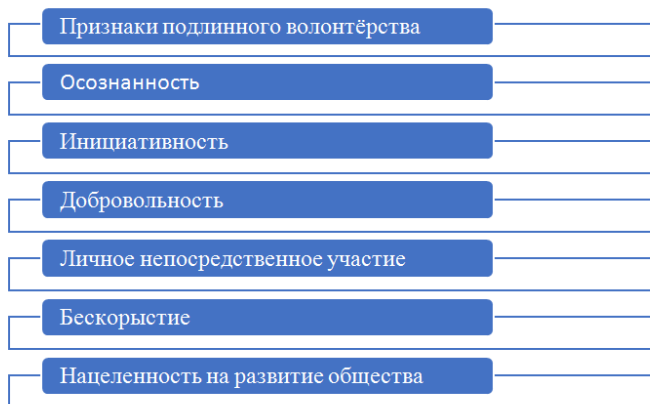 Признаки подлинного волонтёрства
Осознанность
Инициативность
Добровольность
Личное непосредственное участие
Бескорыстие
Нацеленность на развитие общества